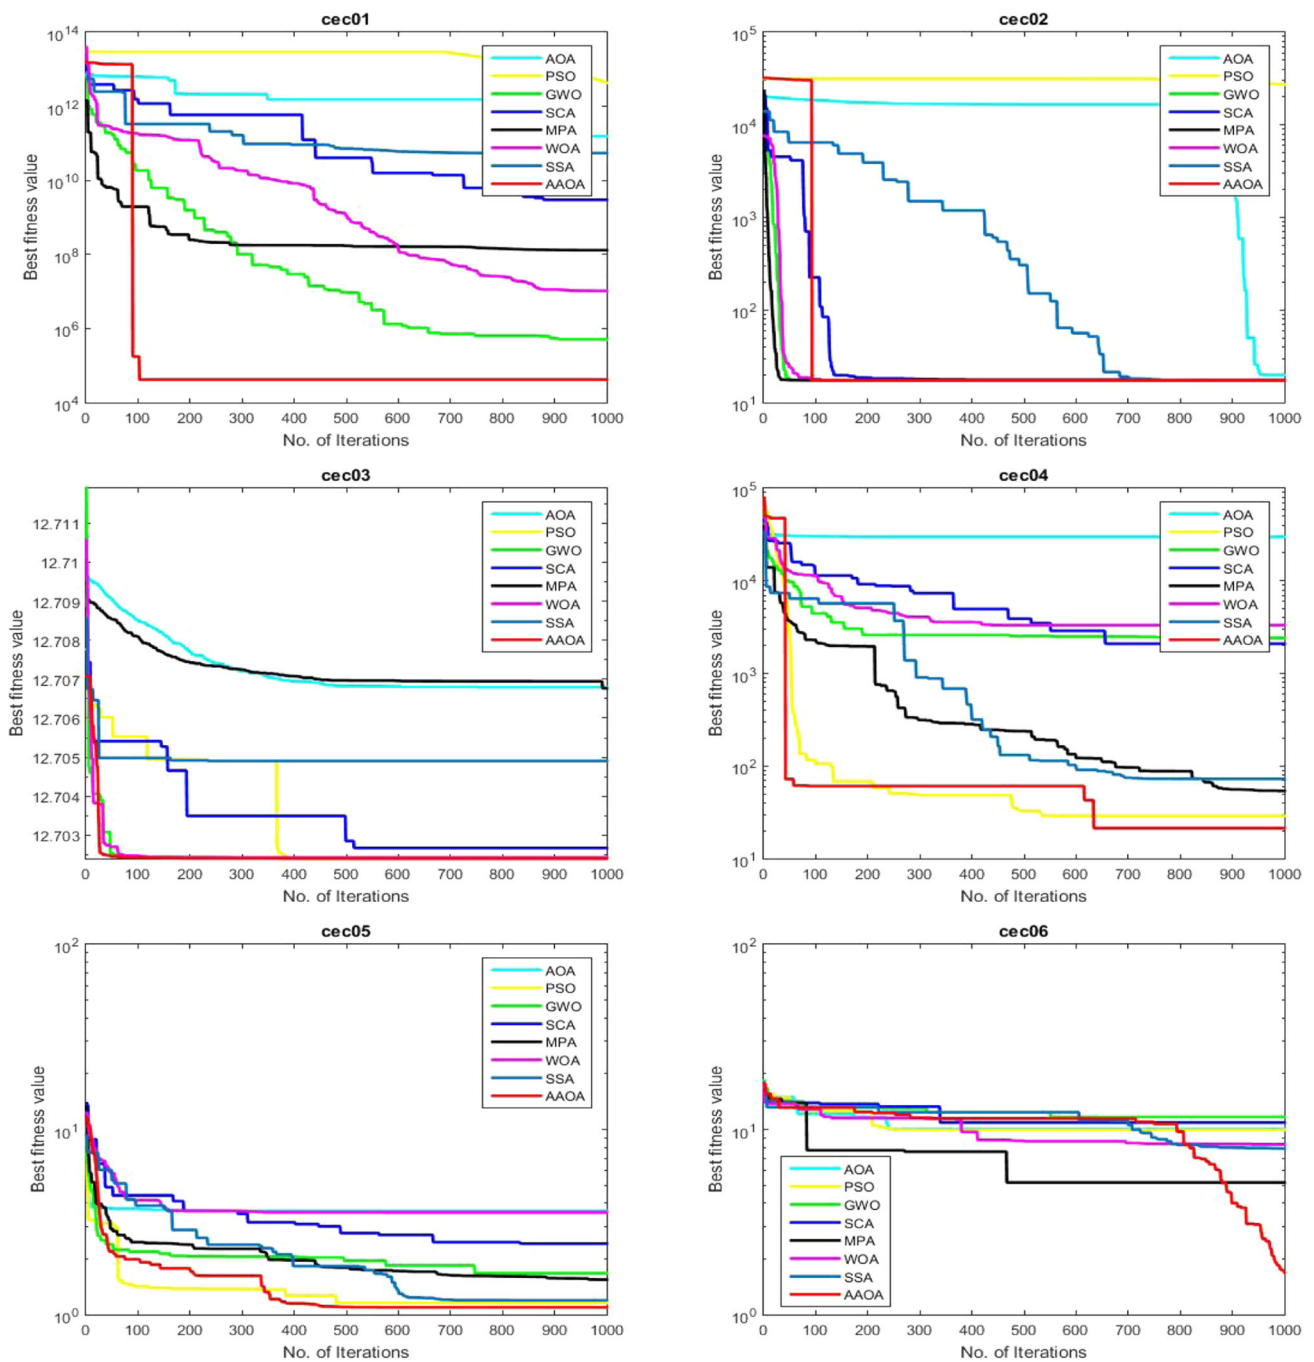 cec01
10^14
10^12
10^10
10^8
10^6
10^4
Best fitness value
AOA
PSO
GWO
SCA
MPA
WOA
SSA
AAOA
0 100 200 300 400 500 600 700 800 900 1000
No. of Iterations
cec02
10^5
10^4
10^3
10^2
10^1
Best fitness value
AOA
PSO
GWO
SCA
MPA
WOA
SSA
AAOA
0 100 200 300 400 500 600 700 800 900 1000
No. of Iterations
cec03
12.711
12.71
12.709
12.708
12.707
12.706
12.705
12.704
12.703
Best fitness value
AOA
PSO
GWO
SCA
MPA
WOA
SSA
AAOA
0 100 200 300 400 500 600 700 800 900 1000
No. of Iterations
cec04
10^5
10^4
10^3
10^2
10^1
Best fitness value
AOA
PSO
GWO
SCA
MPA
WOA
SSA
AAOA
0 100 200 300 400 500 600 700 800 900 1000
No. of Iterations
cec05
10^2
10^1
10^0
Best fitness value
AOA
PSO
GWO
SCA
MPA
WOA
SSA
AAOA
0 100 200 300 400 500 600 700 800 900 1000
No. of Iterations
cec06
10^2
10^1
10^0
Best fitness value
AOA
PSO
GWO
SCA
MPA
WOA
SSA
AAOA
0 100 200 300 400 500 600 700 800 900 1000
No. of Iterations